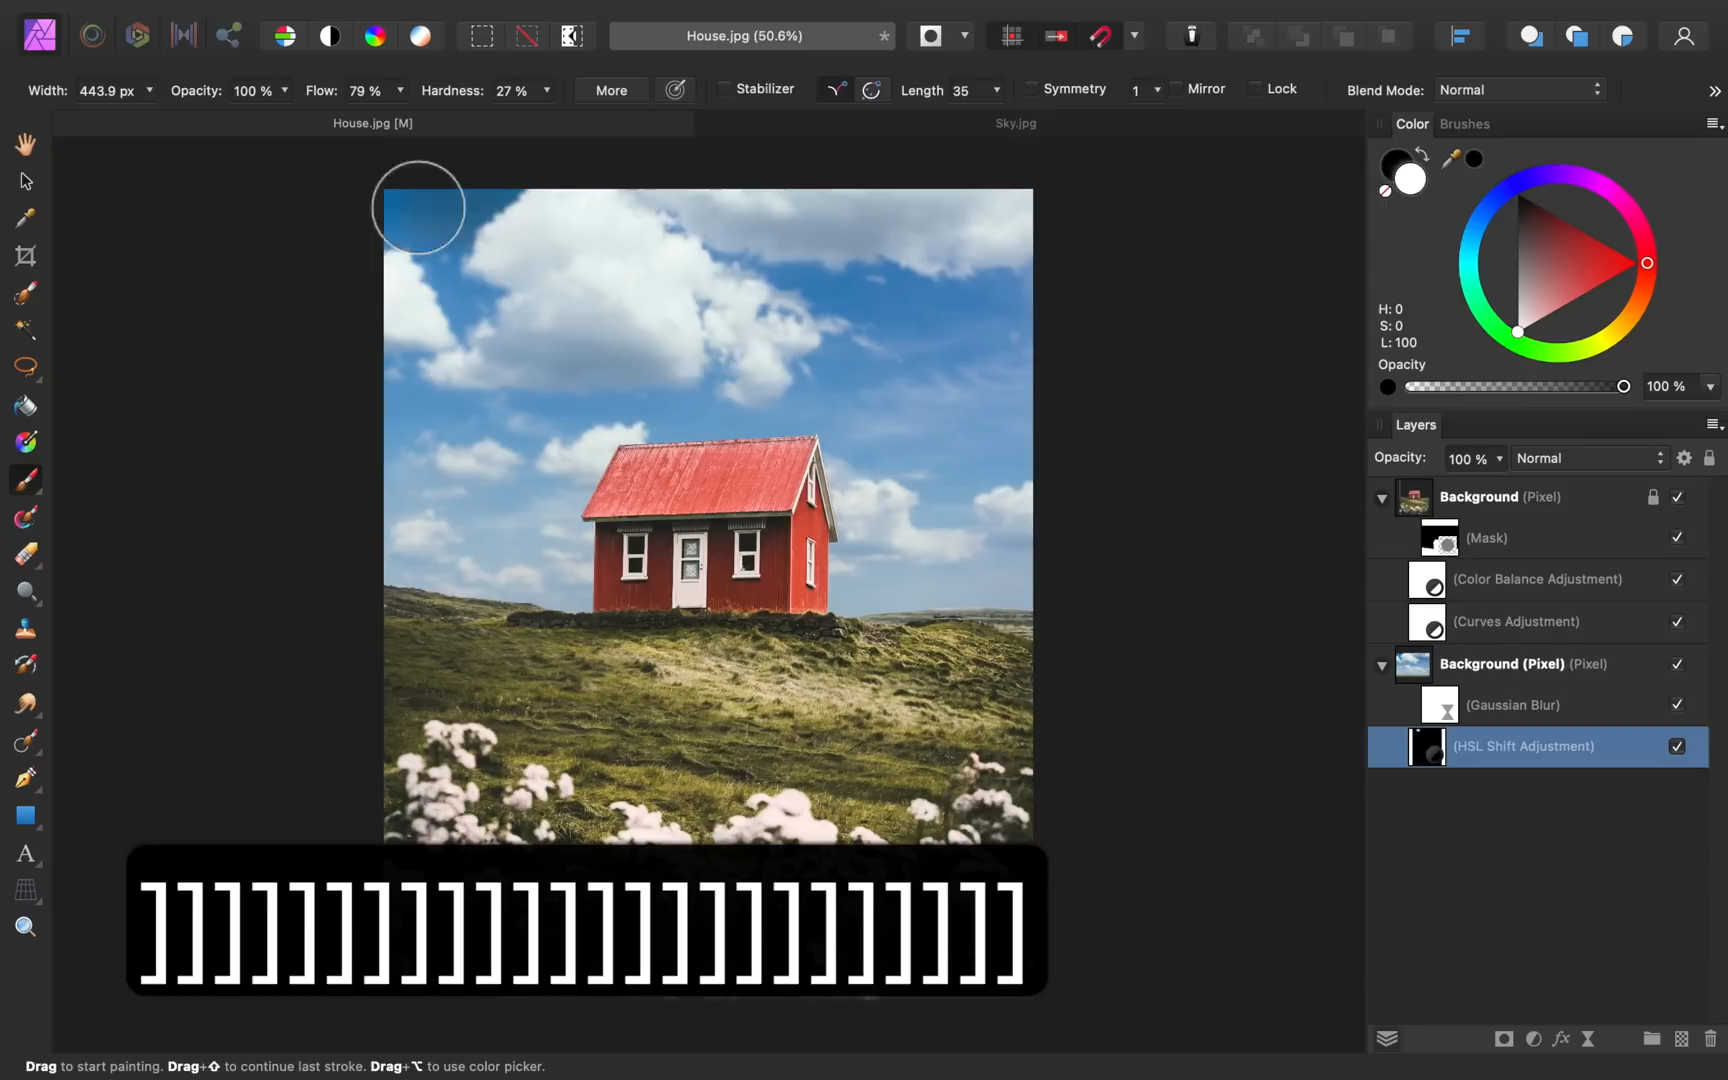 House.jpg (50.6%)
*
Width: 443.9 px Opacity: 100 % Flow: 79 % Hardness: 27 % More Stabilizer Length 35 Symmetry 1 Mirror Lock Blend Mode: Normal
House.jpg [M] Sky.jpg
Color Brushes
H: 0
S: 0
L: 100
Opacity
100 %
Layers
Opacity: 100 % Normal
Background (Pixel)
(Mask)
(Color Balance Adjustment)
(Curves Adjustment)
Background (Pixel) (Pixel)
(Gaussian Blur)
(HSL Shift Adjustment)
A
]]]]]]]]]]]]]]]]]]]]]]]]
fx
Drag to start painting. Drag+⇧ to continue last stroke. Drag+⌥ to use color picker.